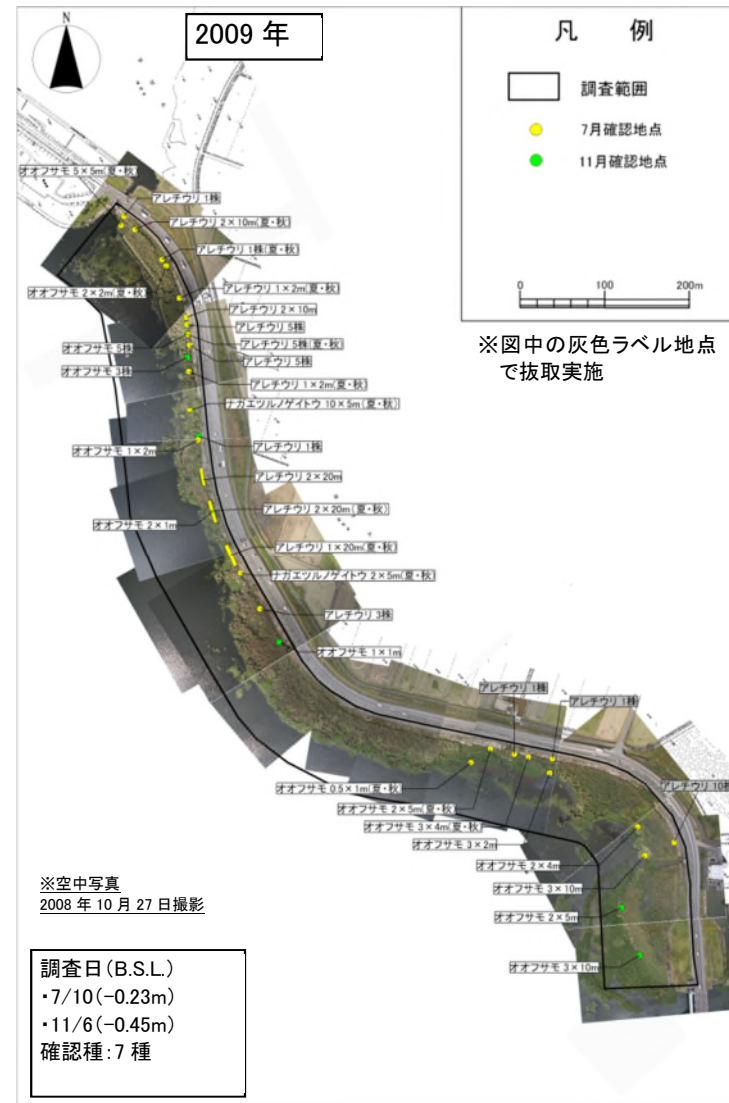 N
2009 年
凡 例
調査範囲
7月確認地点
11月確認地点
0 100 200m
※図中の灰色ラベル地点
で抜取実施
オオフサモ 5×5m(夏・秋)
アレチウリ 1株
アレチウリ 2×10m(夏・秋)
アレチウリ 1株(夏・秋)
オオフサモ 2×2m(夏・秋)
アレチウリ 1×2m(夏・秋)
アレチウリ 2×10m
アレチウリ 5株
アレチウリ 5株(夏・秋)
オオフサモ 5株
アレチウリ 5株
オオフサモ 3株
アレチウリ 1×2m(夏・秋)
ナガエツルノゲイトウ 10×5m(夏・秋)
アレチウリ 1株
オオフサモ 1×2m
アレチウリ 2×20m
アレチウリ 2×20m(夏・秋)
オオフサモ 2×1m
アレチウリ 1×20m(夏・秋)
ナガエツルノゲイトウ 2×5m(夏・秋)
アレチウリ 3株
オオフサモ 1×1m
アレチウリ 1株
アレチウリ 1株
アレチウリ 10株
オオフサモ 0.5×1m(夏・秋)
オオフサモ 2×5m(夏・秋)
オオフサモ 3×4m(夏・秋)
オオフサモ 3×2m
オオフサモ 2×4m
オオフサモ 3×10m
オオフサモ 2×5m
オオフサモ 3×10m
※空中写真
2008 年 10 月 27 日撮影
調査日(B.S.L.)
・7/10(-0.23m)
・11/6(-0.45m)
確認種:7 種